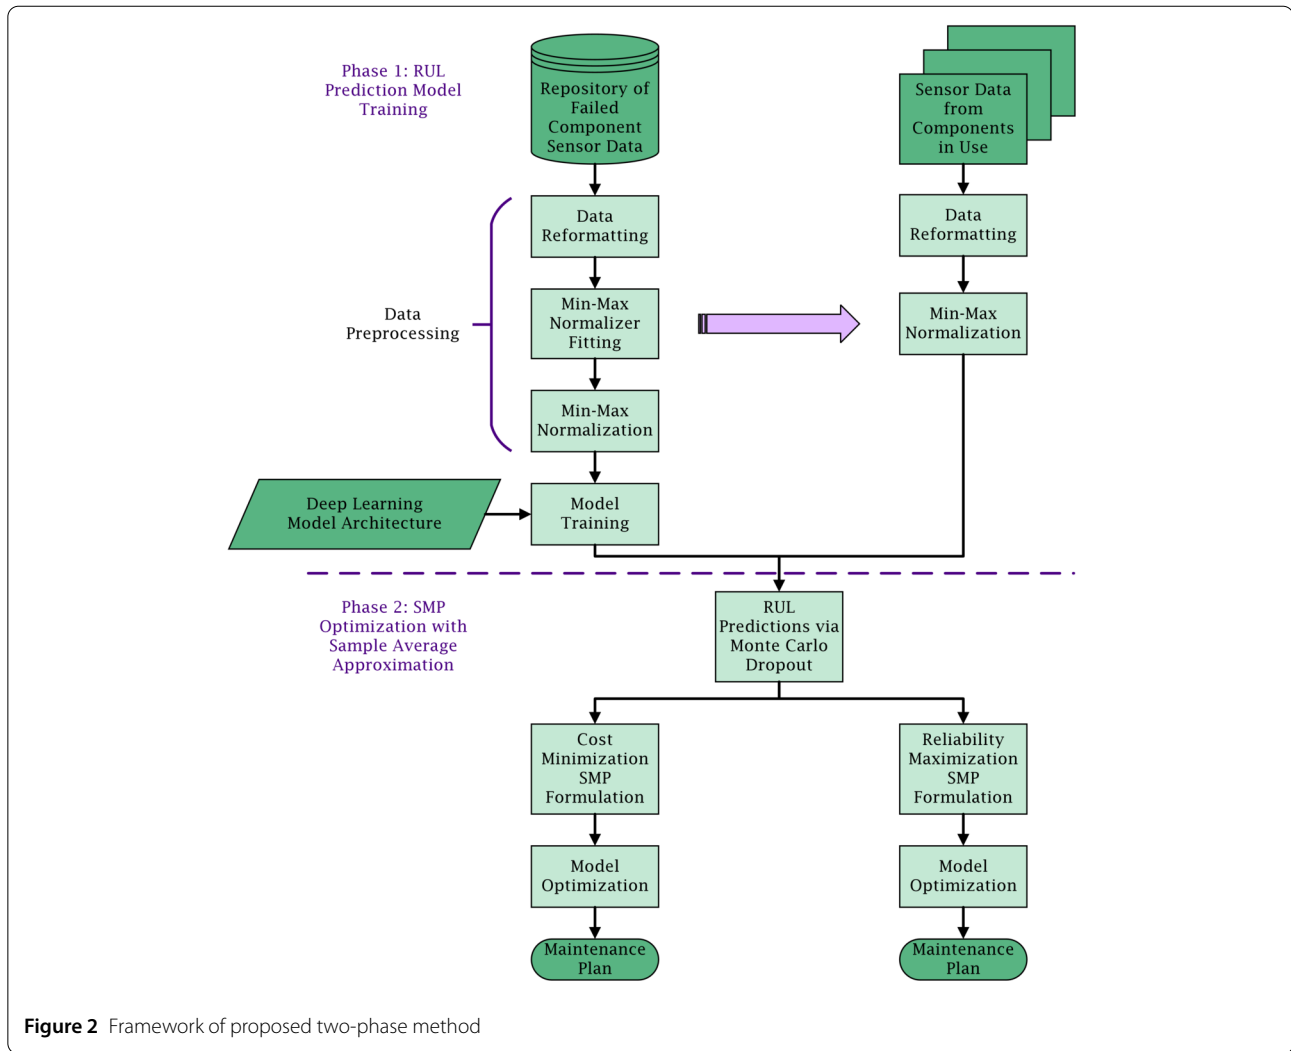 Phase 1: RUL
Prediction Model
Training
Repository of
Failed
Component
Sensor Data
Sensor Data
from
Components
in Use
Data
Reformatting
Data
Reformatting
Data
Preprocessing
Min-Max
Normalizer
Fitting
Min-Max
Normalization
Min-Max
Normalization
Deep Learning
Model Architecture
Model
Training
Phase 2: SMP
Optimization with
Sample Average
Approximation
RUL
Predictions via
Monte Carlo
Dropout
Cost
Minimization
SMP
Formulation
Reliability
Maximization
SMP
Formulation
Model
Optimization
Model
Optimization
Maintenance
Plan
Maintenance
Plan
Figure 2 Framework of proposed two-phase method